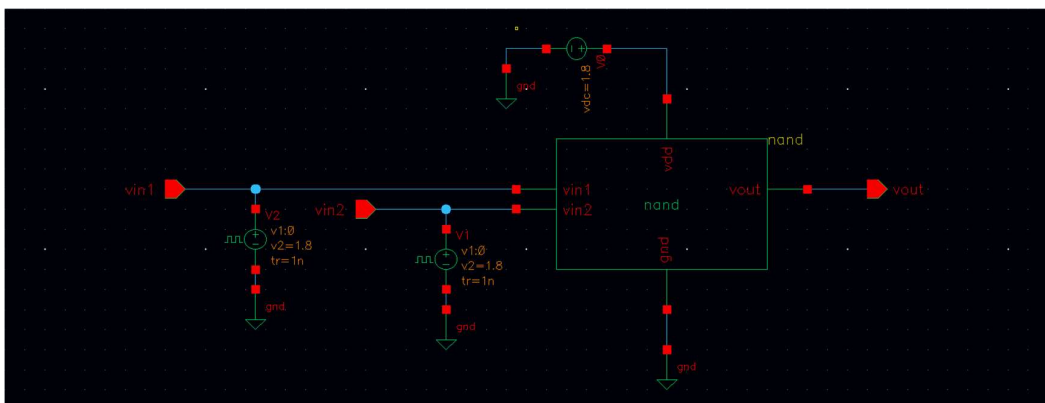 V0
gnd
vdc=1.8
nand
vdd
vin1
vin1
vout
vout
vin2
vin2
nand
V2
v1:0
v2=1.8
tr=1n
V1
v1:0
v2=1.8
tr=1n
gnd
gnd
gnd
gnd